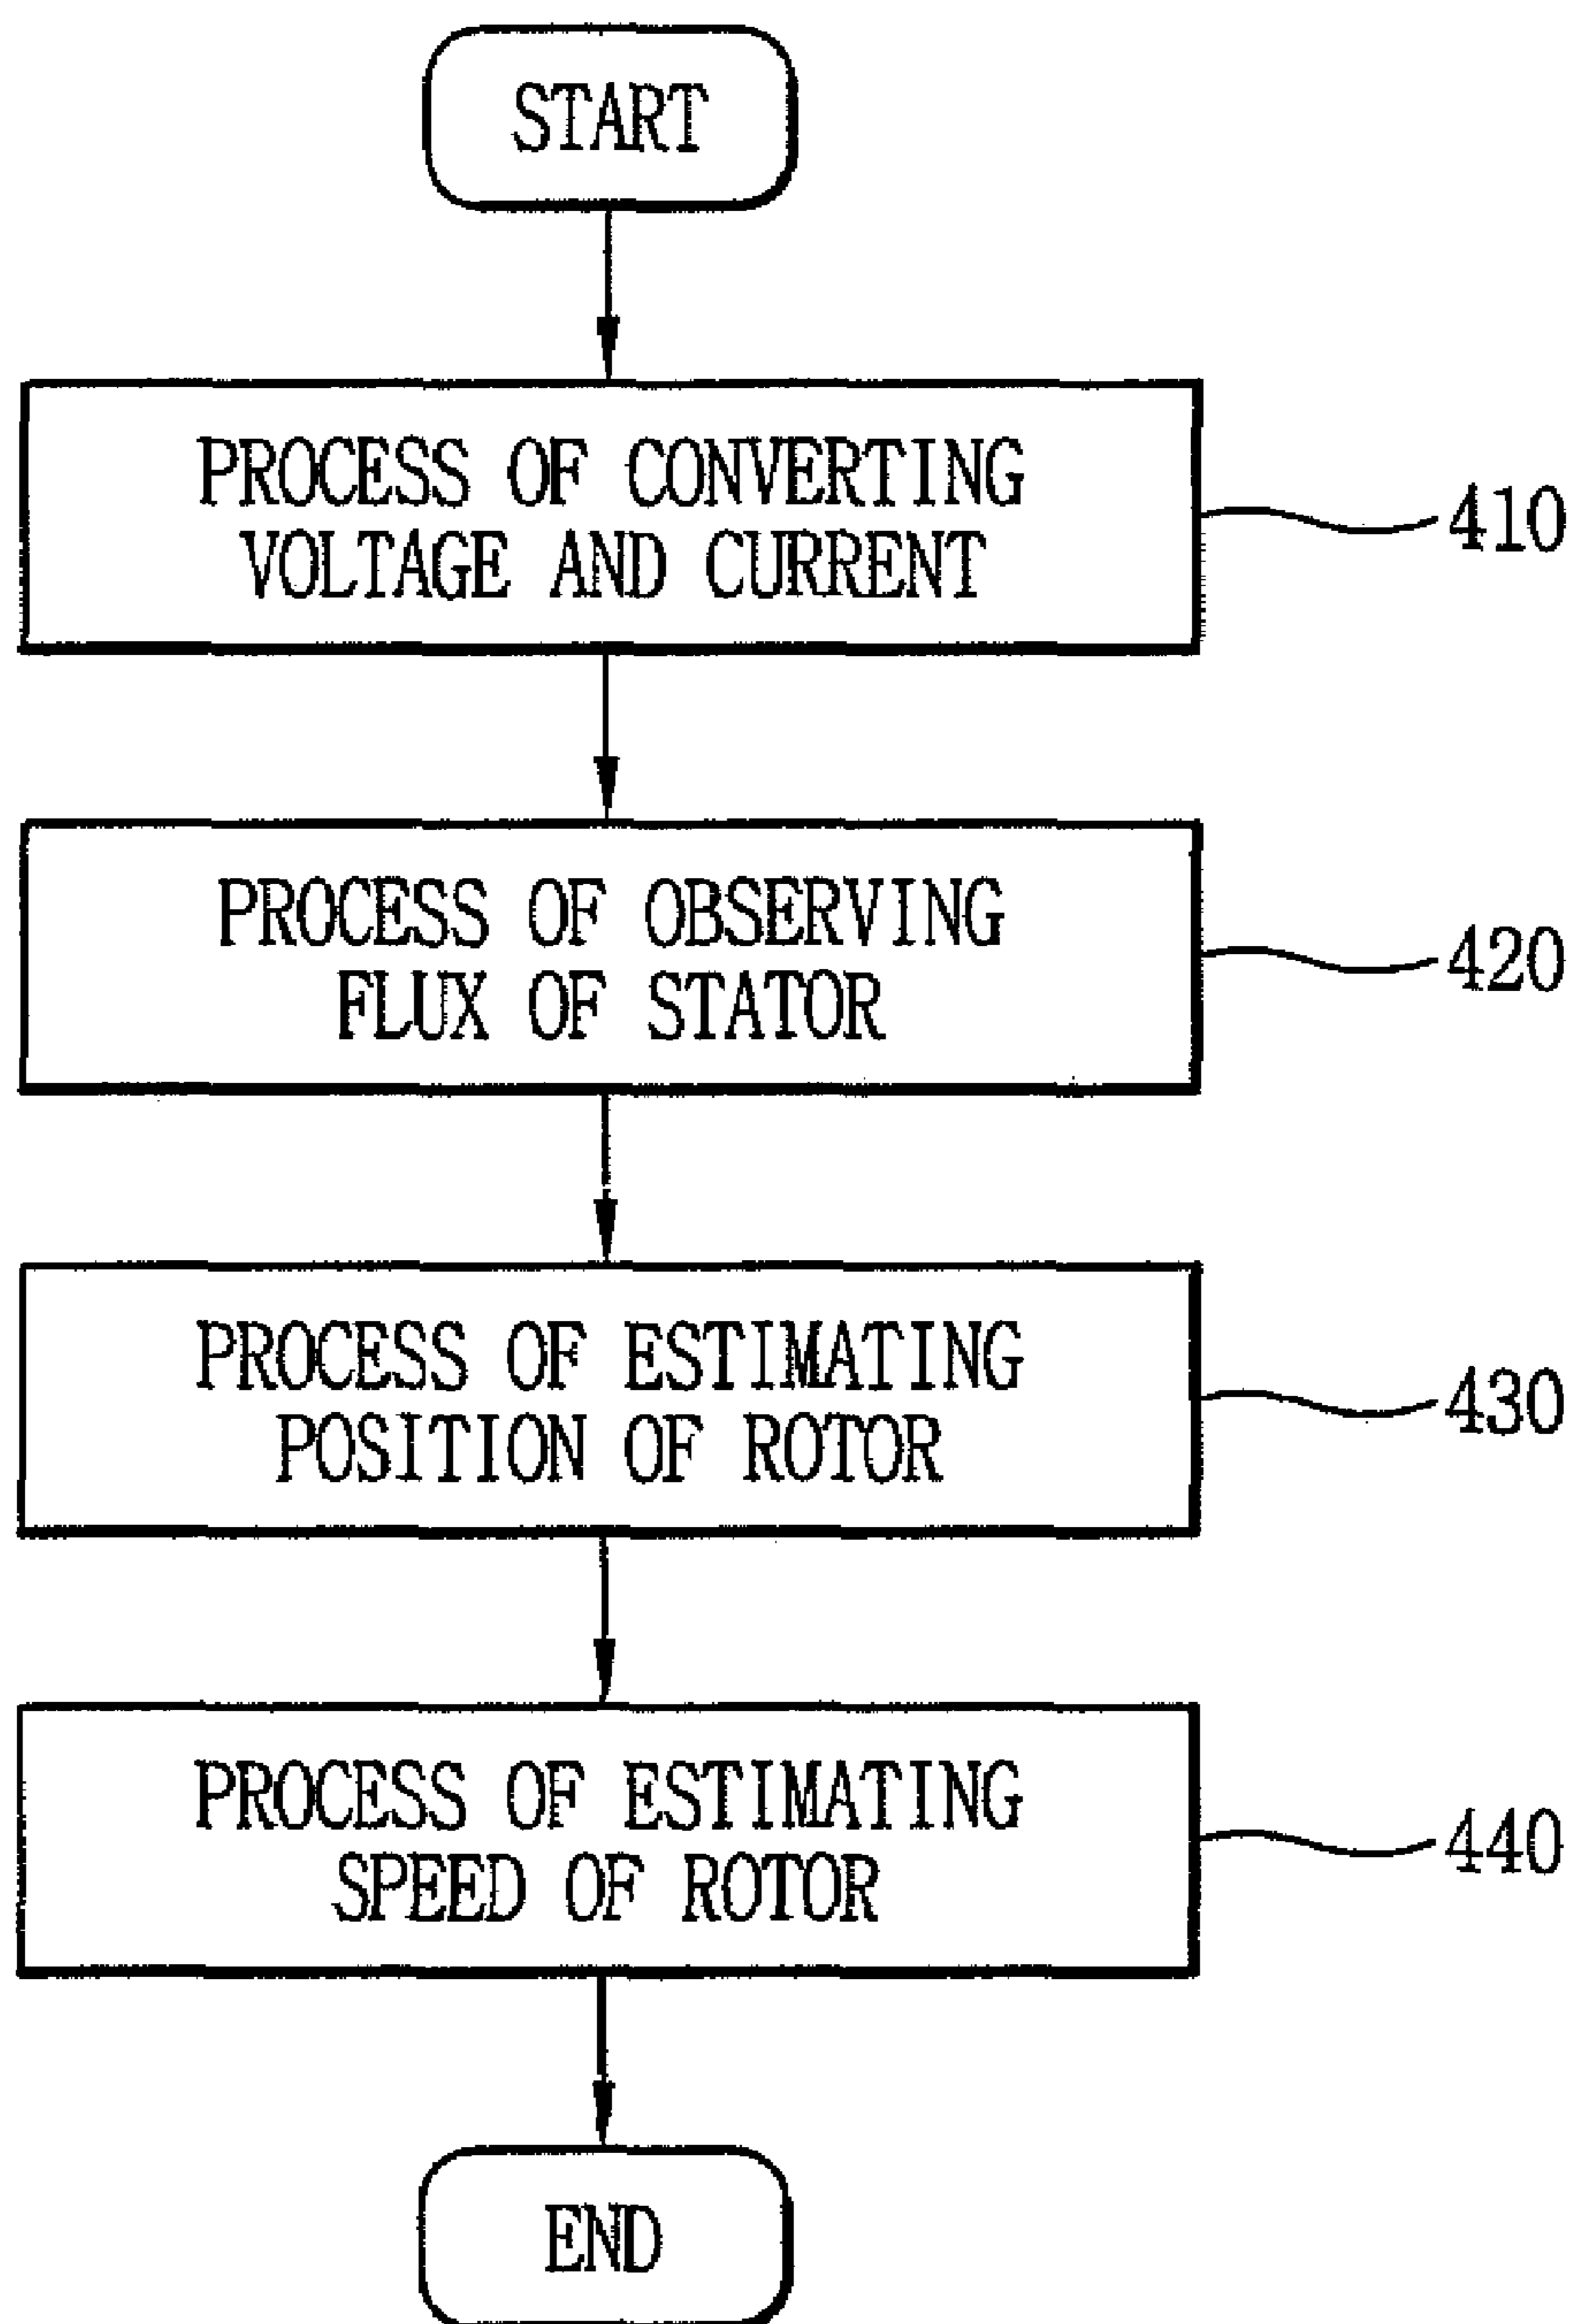 START
PROCESS OF CONVERTING
VOLTAGE AND CURRENT
410
PROCESS OF OBSERVING
FLUX OF STATOR
420
PROCESS OF ESTIMATING
POSITION OF ROTOR
430
PROCESS OF ESTIMATING
SPEED OF ROTOR
440
END